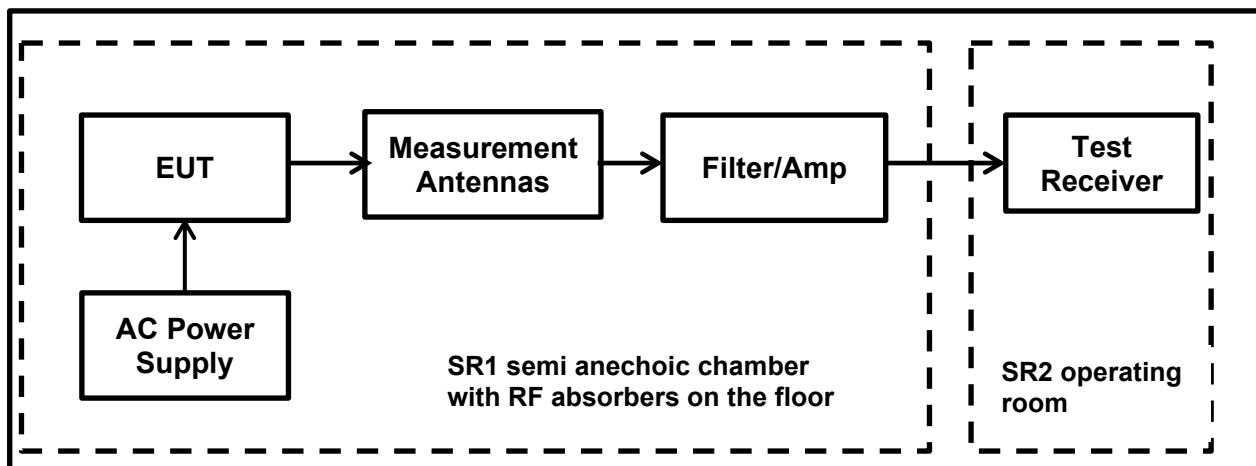 EUT
Measurement
Antennas
Filter/Amp
Test
Receiver
AC Power
Supply
SR1 semi anechoic chamber
with RF absorbers on the floor
SR2 operating
room